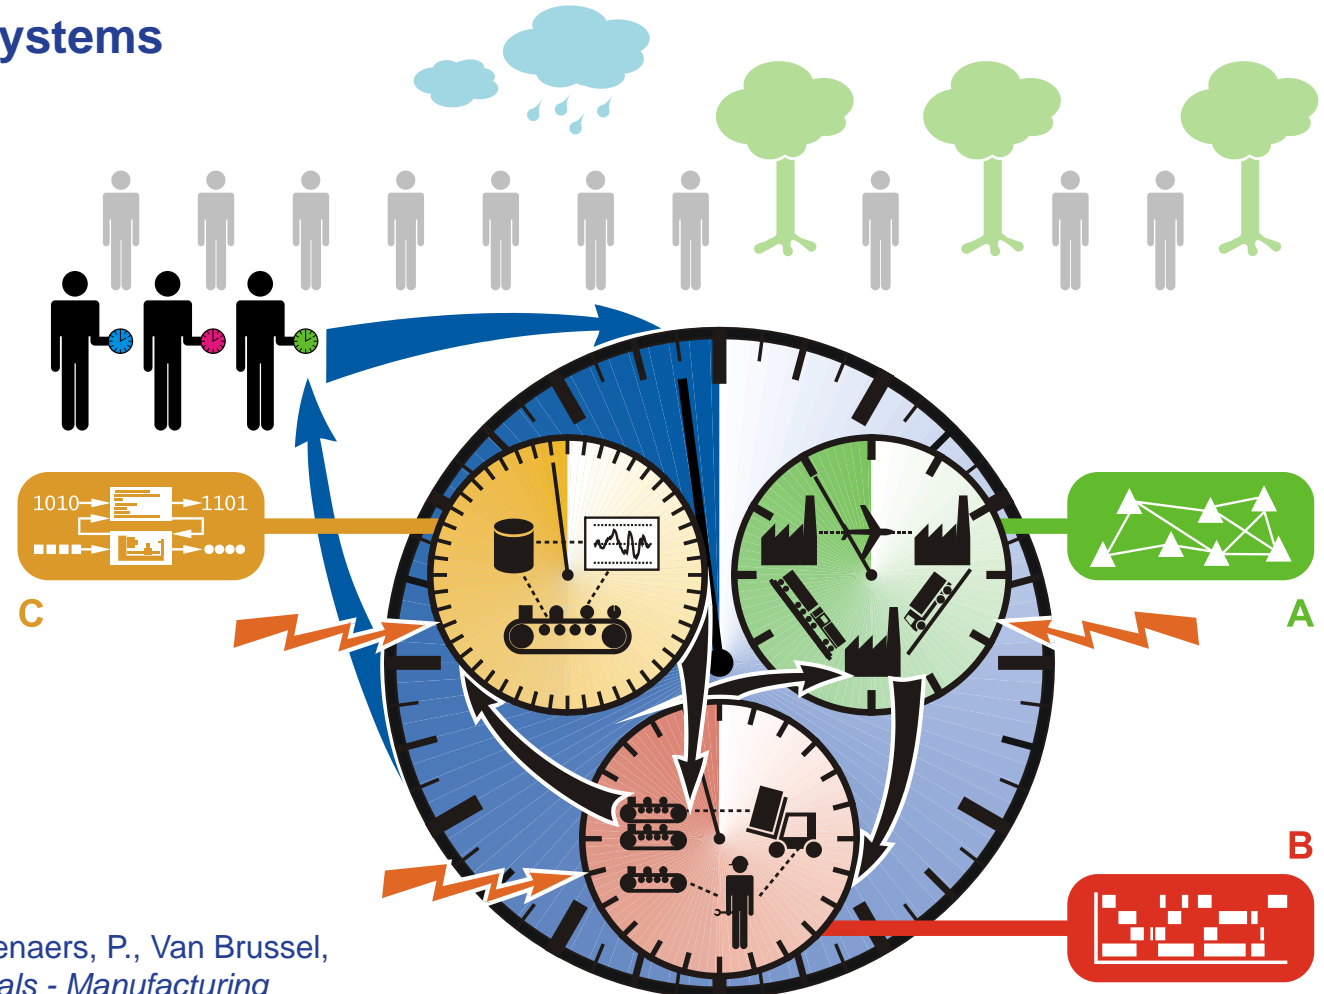 ystems
1010
1101
C
A
B
enaers, P., Van Brussel,
als - Manufacturing